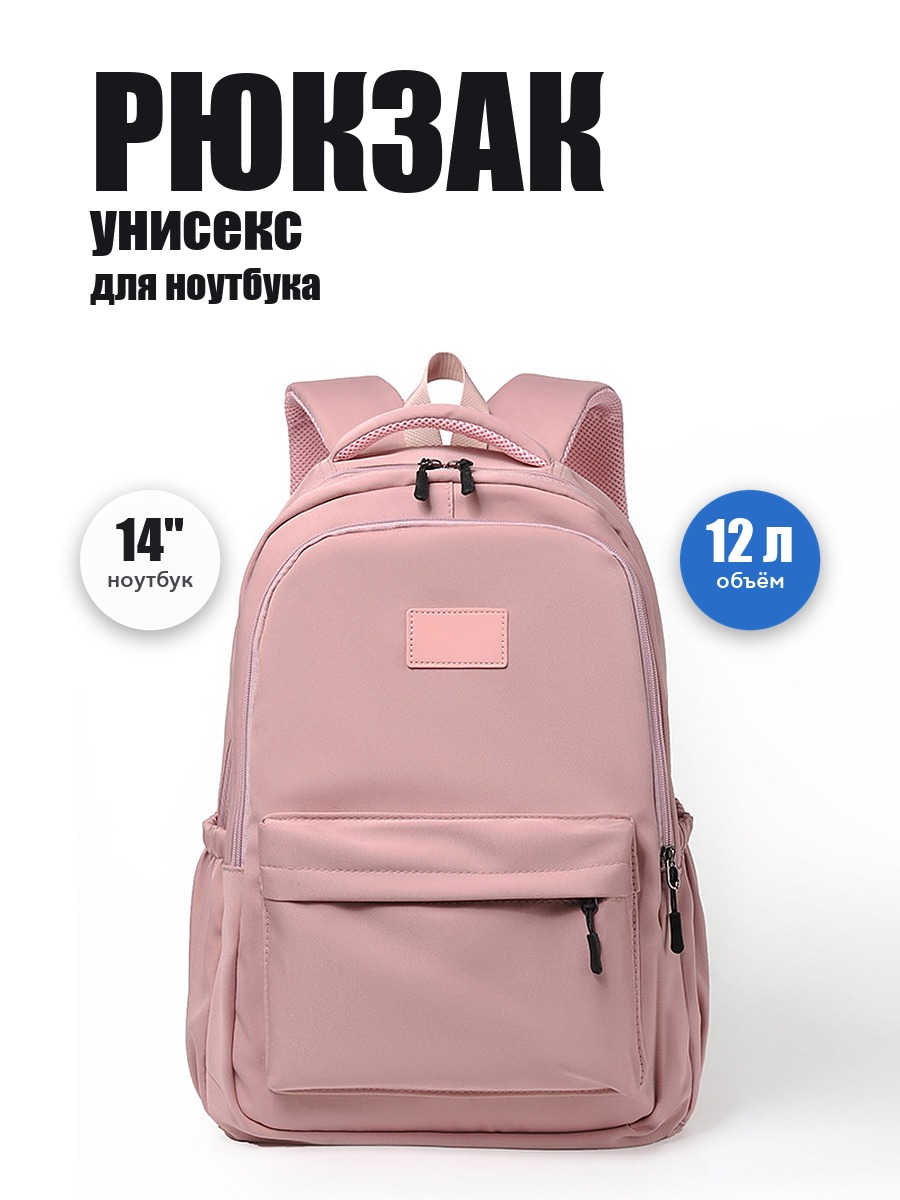 РЮКЗАК
унисекс
для ноутбука
14"
ноутбук
12 л
объём